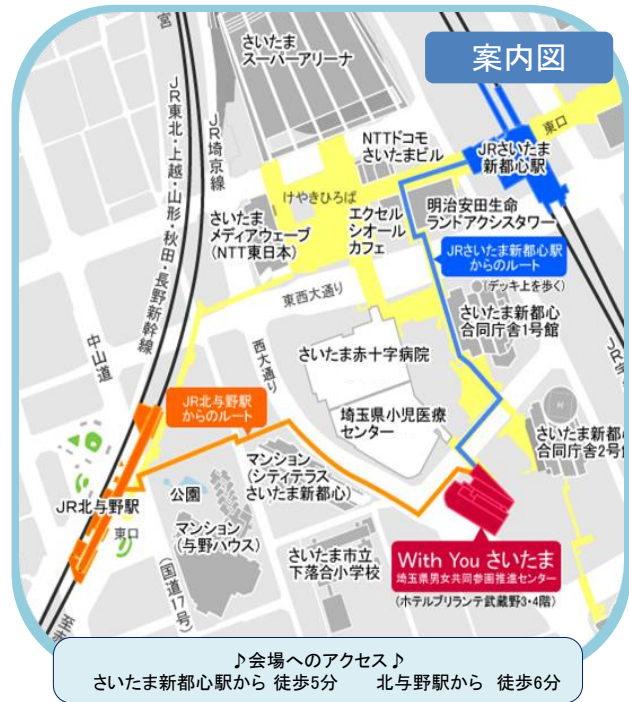 案内図
宮
さいたま
スーパーアリーナ
JR東北・上越・山形・秋田・長野新幹線
JR埼京線
NTTドコモ
さいたまビル
JRさいたま
新都心駅
東口
けやきひろば
さいたま
メディアウェーブ
(NTT東日本)
エクセル
シオール
カフェ
明治安田生命
ランドアクシスタワー
JRさいたま新都心駅
からのルート
(デッキ上を歩く)
東西大通り
さいたま新都心
合同庁舎1号館
中山道
西大通り
さいたま赤十字病院
JR北与野駅
からのルート
埼玉県小児医療
センター
さいたま新都心
合同庁舎2号館
マンション
(シティテラス
さいたま新都心)
公園
JR北与野駅
東口
マンション
(与野ハウス)
(国道17号)
さいたま市立
下落合小学校
With You さいたま
埼玉県男女共同参画推進センター
(ホテルブリランテ武蔵野3・4階)
♪会場へのアクセス♪
さいたま新都心駅から 徒歩5分　　北与野駅から 徒歩6分